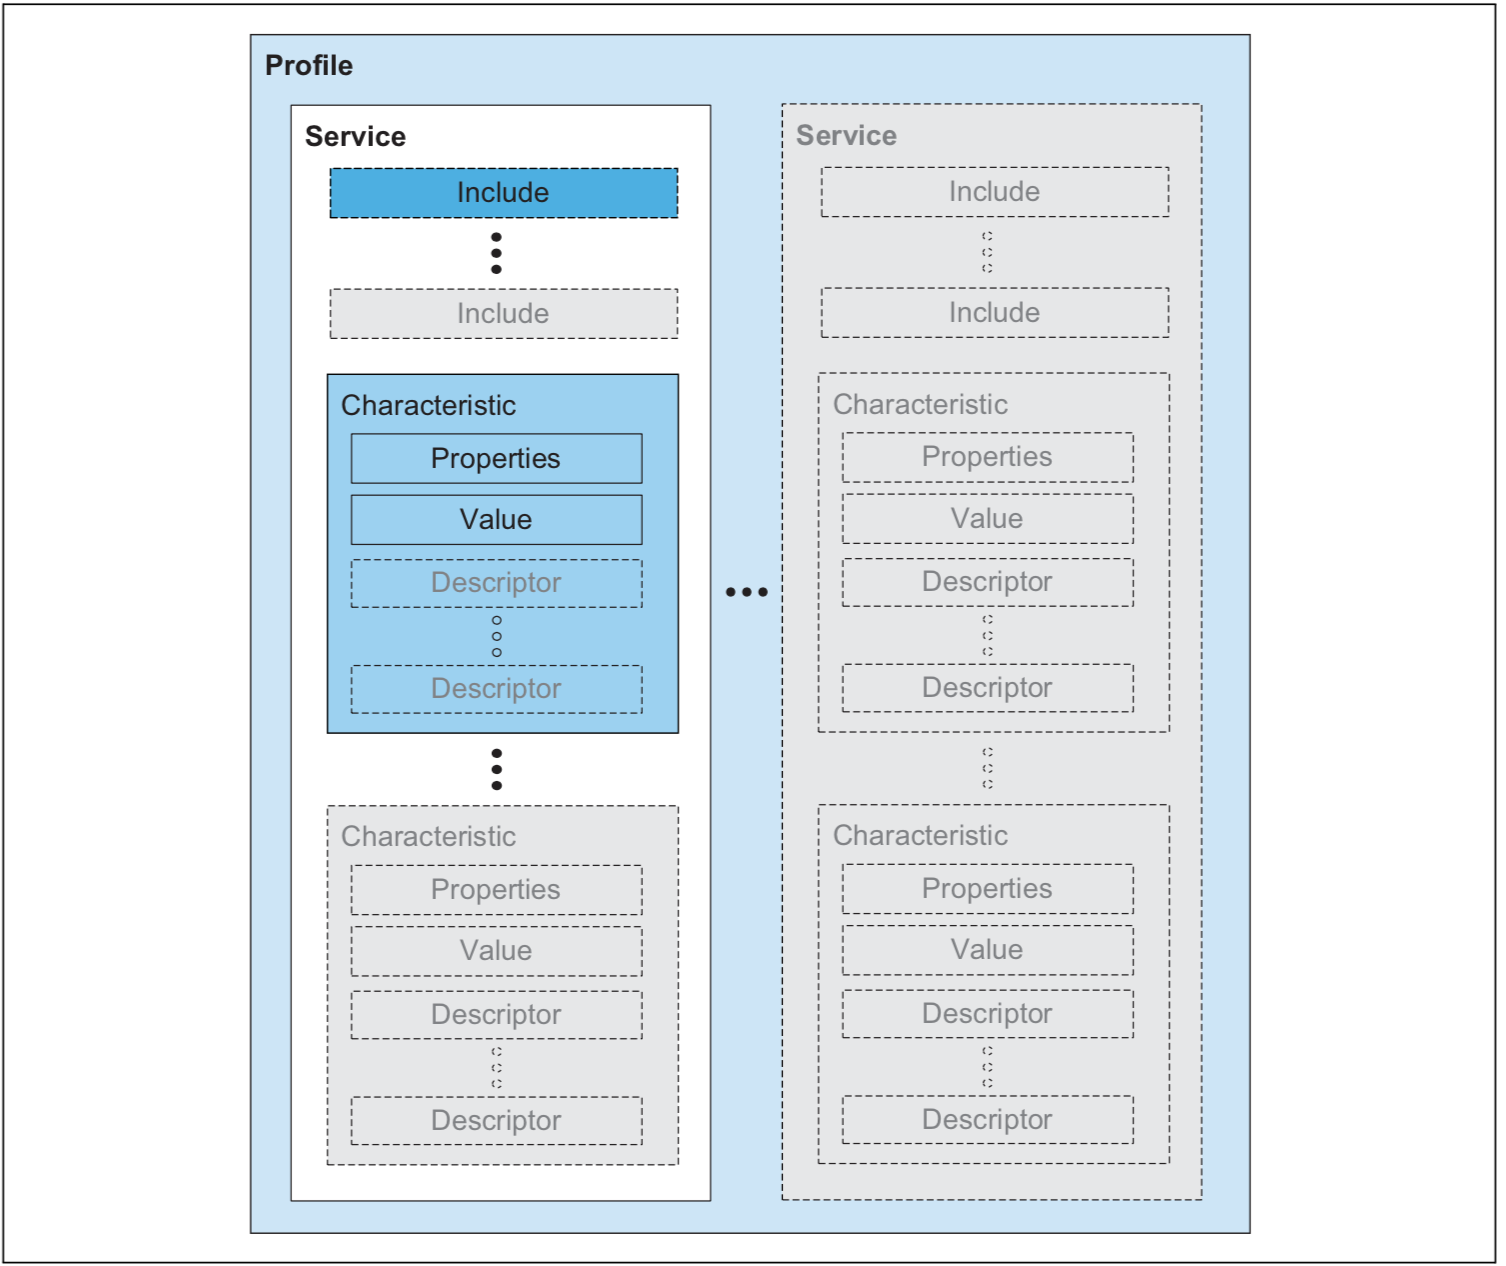 Profile
Service
Include
Include
Characteristic
Properties
Value
Descriptor
Descriptor
Characteristic
Properties
Value
Descriptor
Descriptor
Service
Include
Include
Characteristic
Properties
Value
Descriptor
Descriptor
Characteristic
Properties
Value
Descriptor
Descriptor